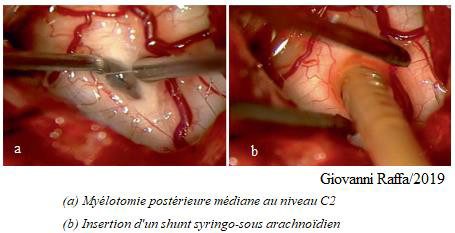 a
b
Giovanni Raffa/2019
(a) Myélotomie postérieure médiane au niveau C2
(b) Insertion d'un shunt syringo-sous arachnoïdien